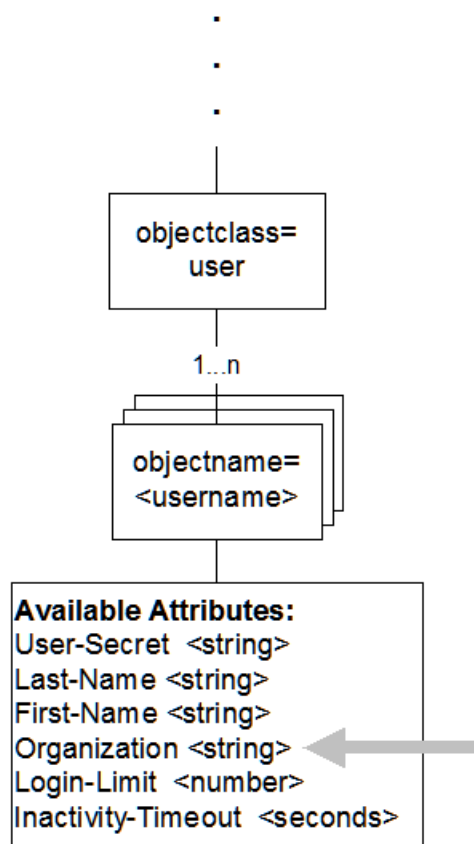 objectclass=
user
1...n
objectname=
<username>
Available Attributes:
User-Secret <string>
Last-Name <string>
First-Name <string>
Organization <string>
Login-Limit <number>
Inactivity-Timeout <seconds>